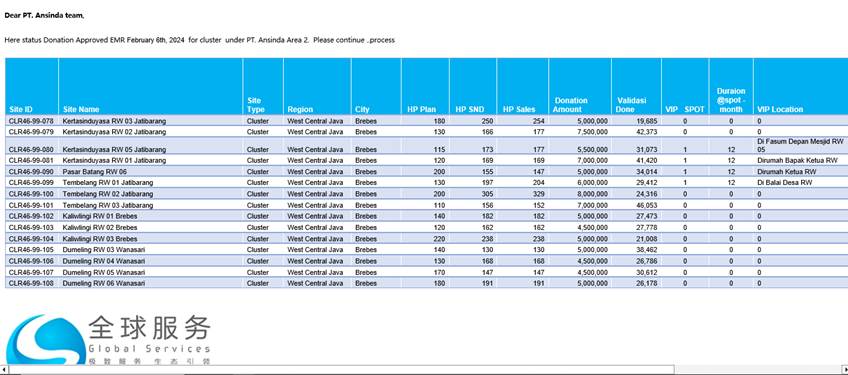 Dear PT. Ansinda team,
Here status Donation Approved EMR February 6th, 2024 for cluster under PT. Ansinda Area 2. Please continue ..process
Site ID Site Name Site Type Region City HP Plan HP SND HP Sales Donation Amount Validasi Done VIP SPOT Duraion @spot - month VIP Location
CLR46-99-078 Kertasinduyasa RW 03 Jatibarang Cluster West Central Java Brebes 180 250 254 5,000,000 19,685 0 0 0
CLR46-99-079 Kertasinduyasa RW 02 Jatibarang Cluster West Central Java Brebes 130 166 177 7,500,000 42,373 0 0 0
CLR46-99-080 Kertasinduyasa RW 05 Jatibarang Cluster West Central Java Brebes 115 173 177 5,500,000 31,073 1 12 Di Fasum Depan Mesjid RW 05
CLR46-99-081 Kertasinduyasa RW 01 Jatibarang Cluster West Central Java Brebes 120 169 169 7,000,000 41,420 1 12 Dirumah Bapak Ketua RW
CLR46-99-090 Pasar Batang RW 06 Cluster West Central Java Brebes 200 155 147 5,000,000 34,014 1 12 Dirumah Ketua RW
CLR46-99-099 Tembelang RW 01 Jatibarang Cluster West Central Java Brebes 130 197 204 6,000,000 29,412 1 12 Di Balai Desa RW
CLR46-99-100 Tembelang RW 02 Jatibarang Cluster West Central Java Brebes 200 305 329 8,000,000 24,316 0 0 0
CLR46-99-101 Tembelang RW 03 Jatibarang Cluster West Central Java Brebes 110 156 152 7,000,000 46,053 0 0 0
CLR46-99-102 Kaliwlingi RW 01 Brebes Cluster West Central Java Brebes 140 182 182 5,000,000 27,473 0 0 0
CLR46-99-103 Kaliwlingi RW 02 Brebes Cluster West Central Java Brebes 120 162 162 4,500,000 27,778 0 0 0
CLR46-99-104 Kaliwlingi RW 03 Brebes Cluster West Central Java Brebes 220 238 238 5,000,000 21,008 0 0 0
CLR46-99-105 Dumeling RW 03 Wanasari Cluster West Central Java Brebes 140 130 130 5,000,000 38,462 0 0 0
CLR46-99-106 Dumeling RW 04 Wanasari Cluster West Central Java Brebes 130 168 168 4,500,000 26,786 0 0 0
CLR46-99-107 Dumeling RW 05 Wanasari Cluster West Central Java Brebes 170 147 147 4,500,000 30,612 0 0 0
CLR46-99-108 Dumeling RW 06 Wanasari Cluster West Central Java Brebes 180 191 191 5,000,000 26,178 0 0 0
全球服务
Global Services
极致服务 生态引领